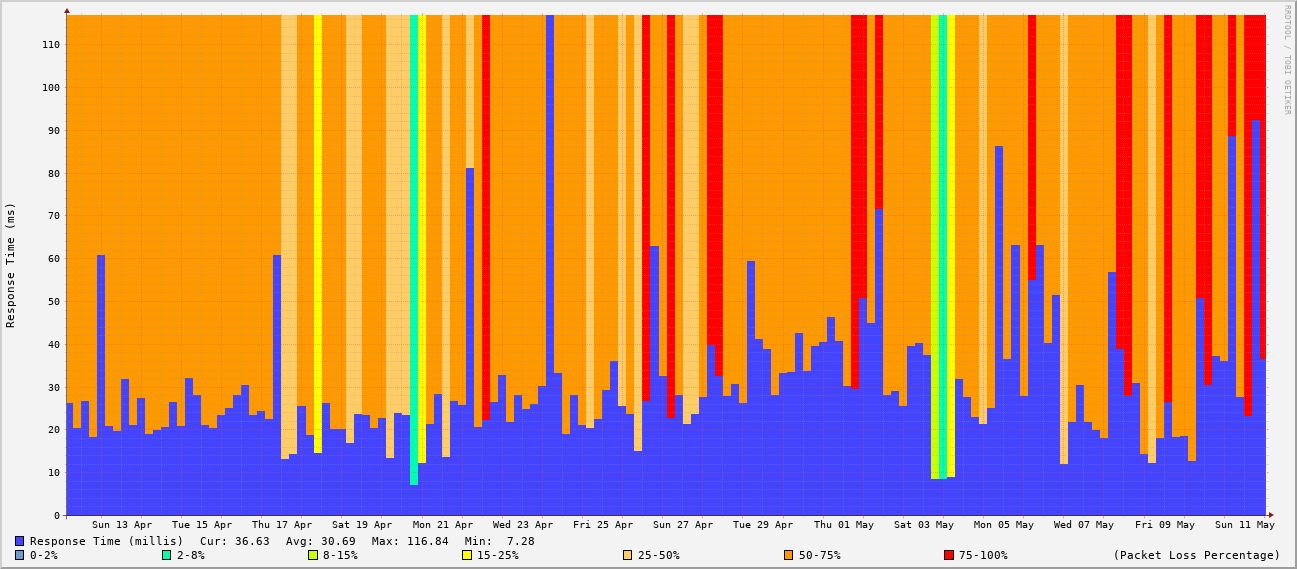 RRDTOOL / TOBI OETIKER
Response Time (ms)
110
100
90
80
70
60
50
40
30
20
10
0
Sun 13 Apr Tue 15 Apr Thu 17 Apr Sat 19 Apr Mon 21 Apr Wed 23 Apr Fri 25 Apr Sun 27 Apr Tue 29 Apr Thu 01 May Sat 03 May Mon 05 May Wed 07 May Fri 09 May Sun 11 May
Response Time (millis) Cur: 36.63 Avg: 30.69 Max: 116.84 Min: 7.28
0-2% 2-8% 8-15% 15-25% 25-50% 50-75% 75-100% (Packet Loss Percentage)